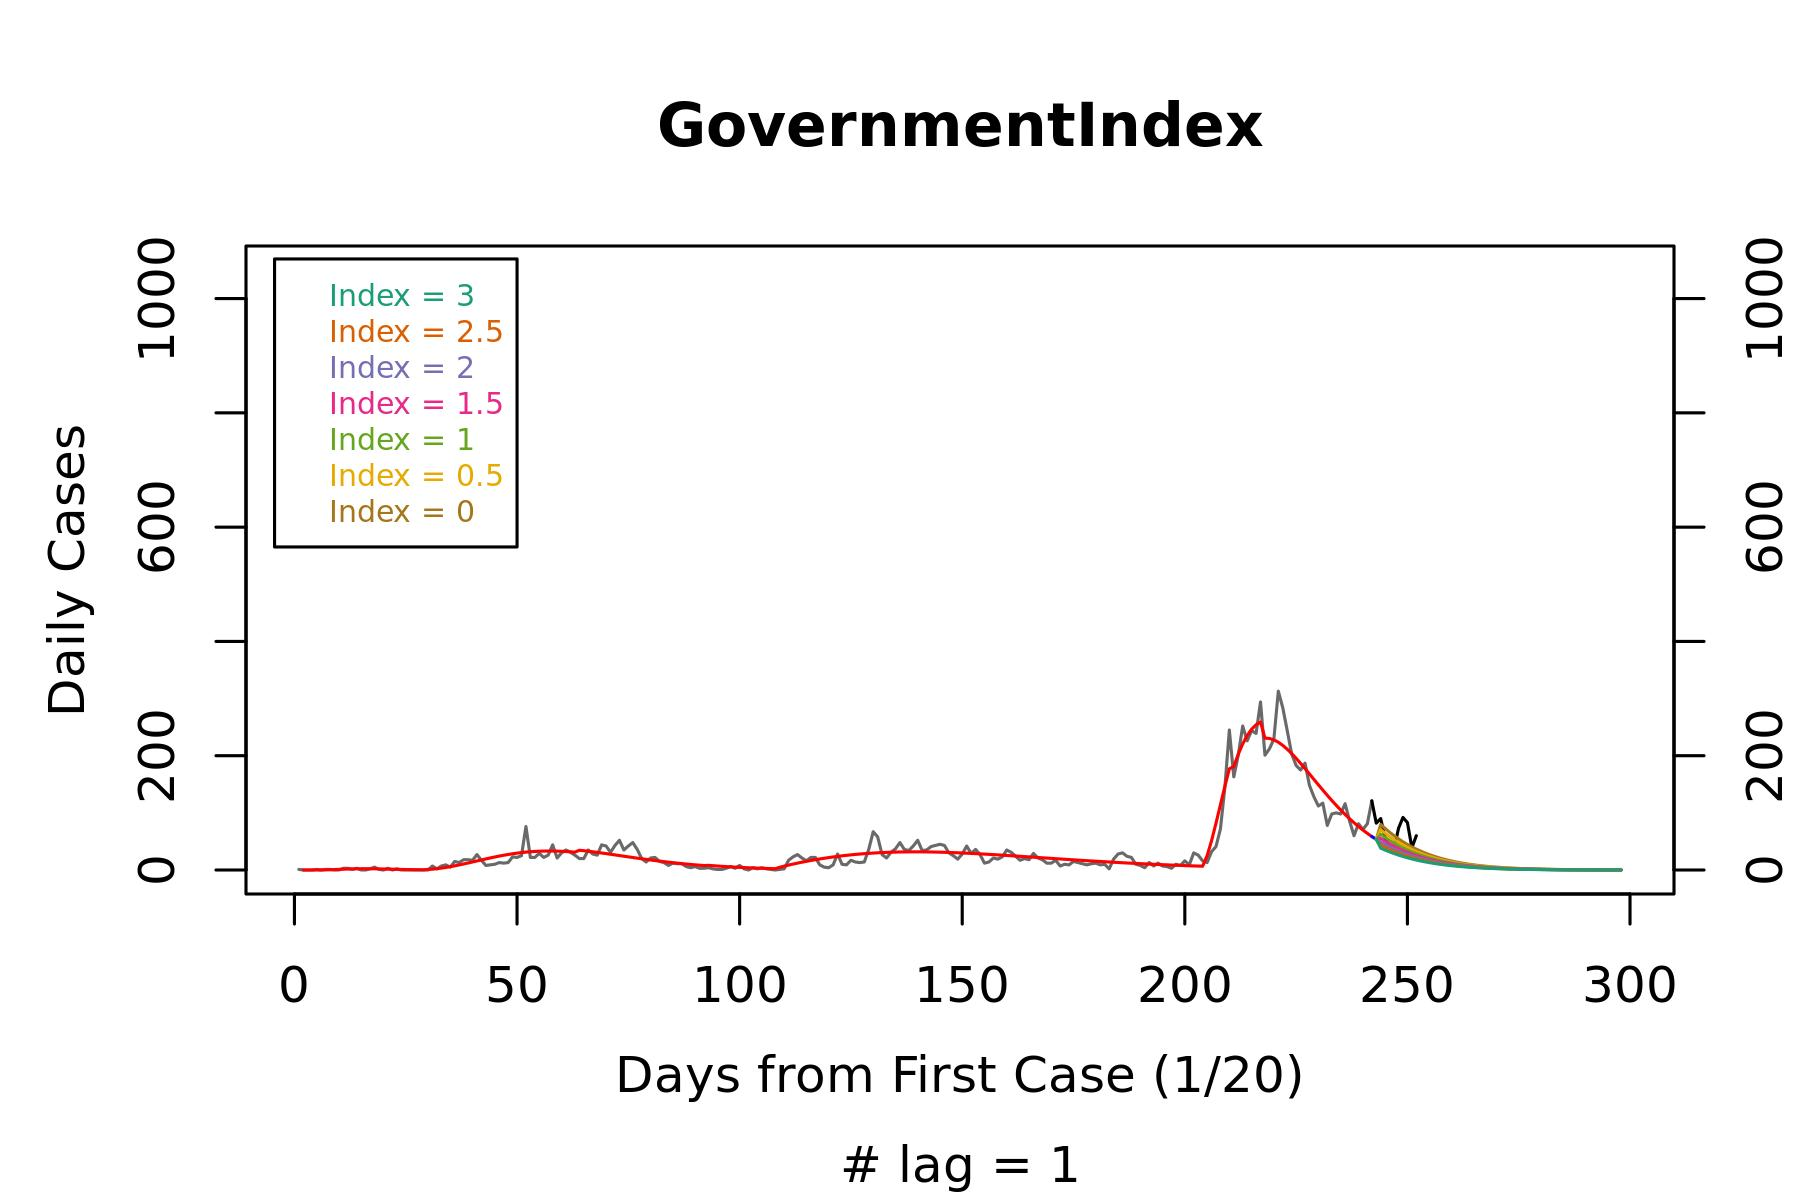 GovernmentIndex
Index = 3
Index = 2.5
Index = 2
Index = 1.5
Index = 1
Index = 0.5
Index = 0
Daily Cases
1000
600
200
0
1000
600
200
0
0 50 100 150 200 250 300
Days from First Case (1/20)
# lag = 1